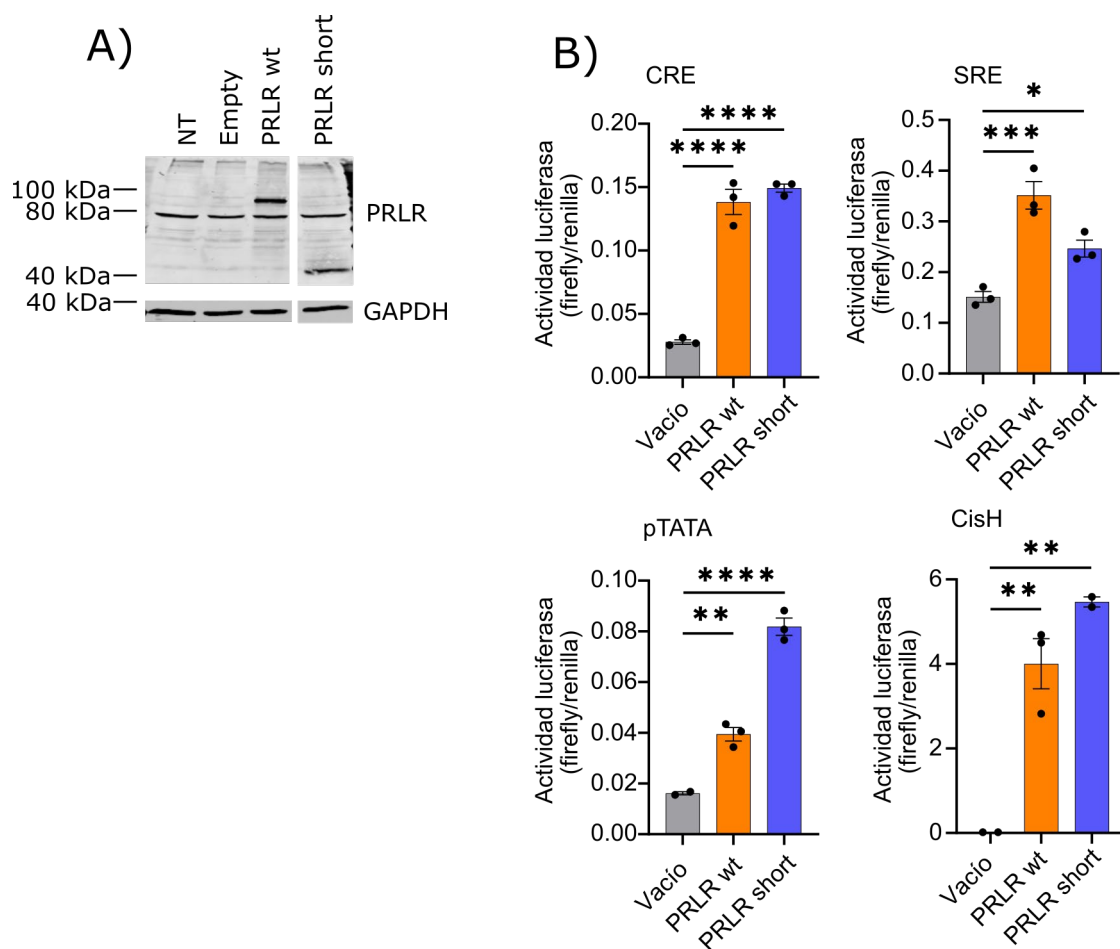 A)
NT
Empty
PRLR wt
PRLR short
100 kDa
80 kDa
40 kDa
40 kDa
PRLR
GAPDH
B)
CRE
****
****
Actividad luciferasa
(firefly/renilla)
0.20
0.15
0.10
0.05
0.00
Vacío
PRLR wt
PRLR short
SRE
*
***
Actividad luciferasa
(firefly/renilla)
0.5
0.4
0.3
0.2
0.1
0.0
Vacío
PRLR wt
PRLR short
pTATA
****
**
Actividad luciferasa
(firefly/renilla)
0.10
0.08
0.06
0.04
0.02
0.00
Vacío
PRLR wt
PRLR short
CisH
**
**
Actividad luciferasa
(firefly/renilla)
6
4
2
0
Vacío
PRLR wt
PRLR short